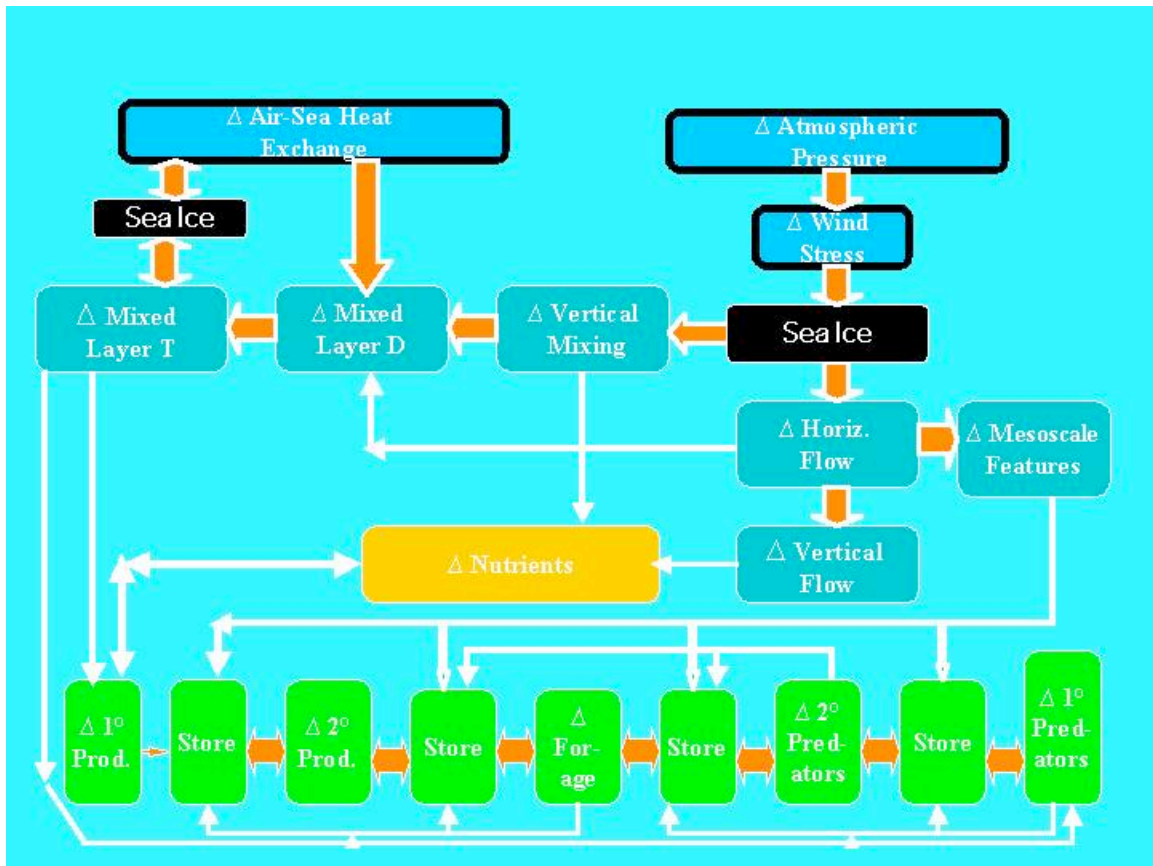 Δ Air-Sea Heat
Exchange
Δ Atmospheric
Pressure
Sea Ice
Δ Wind
Stress
Δ Mixed
Layer T
Δ Mixed
Layer D
Δ Vertical
Mixing
Sea Ice
Δ Horiz.
Flow
Δ Mesoscale
Features
Δ Nutrients
Δ Vertical
Flow
Δ 1°
Prod.
Store
Δ 2°
Prod.
Store
Δ
For-
age
Store
Δ 2°
Pred-
ators
Store
Δ 1°
Pred-
ators